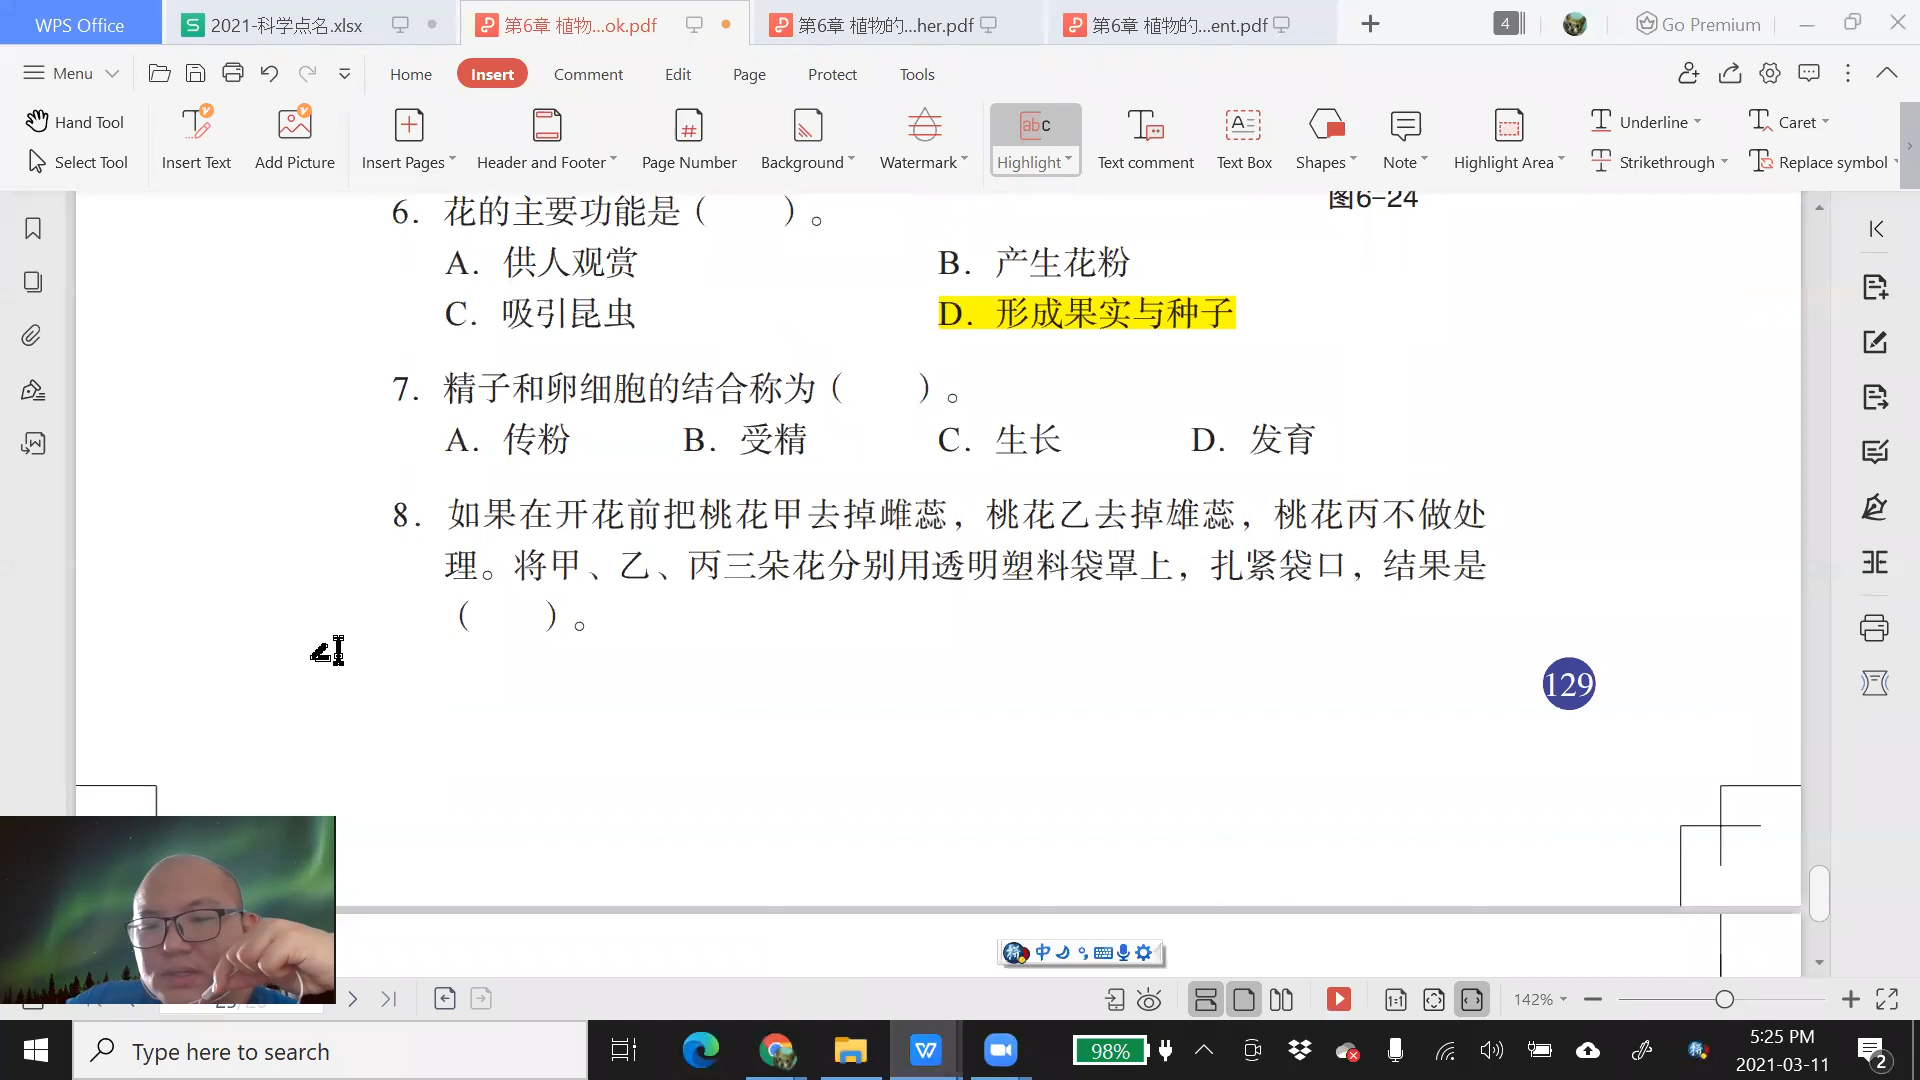 WPS Office
2021-科学点名.xlsx
第6章 植物...ok.pdf
第6章 植物的...her.pdf
第6章 植物的...ent.pdf
4
Go Premium
Menu
Home
Insert
Comment
Edit
Page
Protect
Tools
Hand Tool
Select Tool
Insert Text
Add Picture
Insert Pages
Header and Footer
Page Number
Background
Watermark
Highlight
Text comment
Text Box
Shapes
Note
Highlight Area
Underline
Strikethrough
Caret
Replace symbol
图6-24
6. 花的主要功能是（ ）。
A. 供人观赏 B. 产生花粉
C. 吸引昆虫 D. 形成果实与种子
7. 精子和卵细胞的结合称为（ ）。
A. 传粉 B. 受精 C. 生长 D. 发育
8. 如果在开花前把桃花甲去掉雌蕊，桃花乙去掉雄蕊，桃花丙不做处
理。将甲、乙、丙三朵花分别用透明塑料袋罩上，扎紧袋口，结果是
（ ）。
129
中
142%
Type here to search
98%
5:25 PM
2021-03-11
2